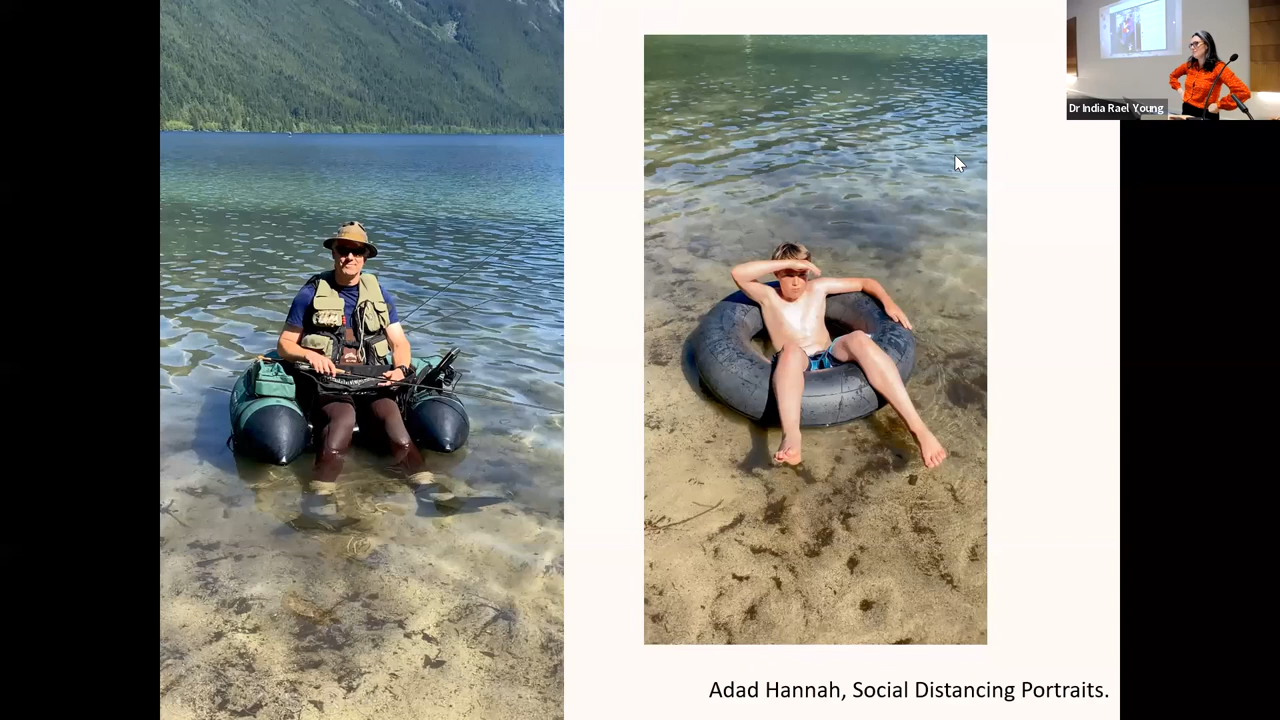 Dr India Rael Young
Adad Hannah, Social Distancing Portraits.